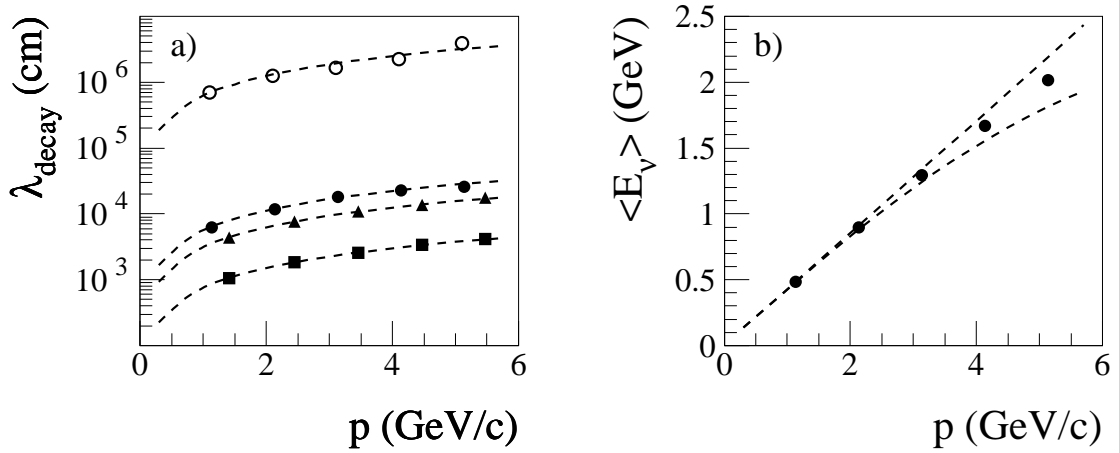 a)
λ_decay (cm)
10^6
10^5
10^4
10^3
0 2 4 6
p (GeV/c)
b)
<E_ν> (GeV)
2.5
2
1.5
1
0.5
0
0 2 4 6
p (GeV/c)